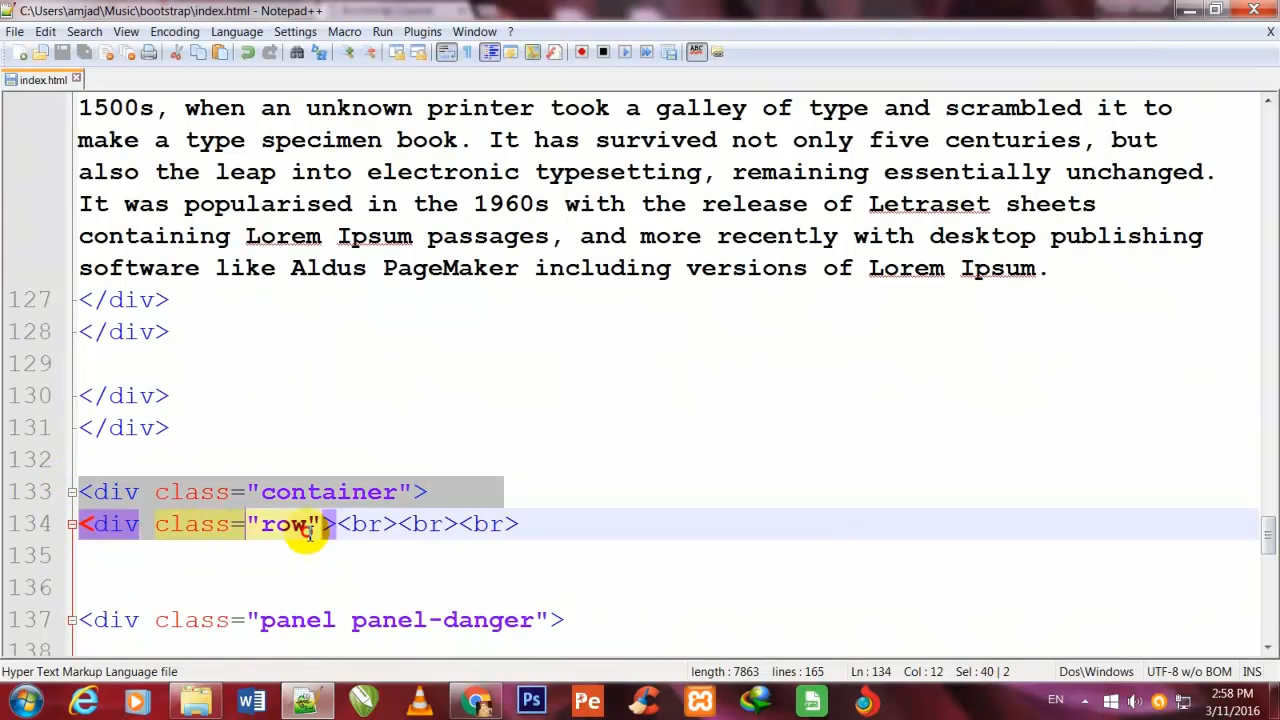 C:\Users\amjad\Music\bootstrap\index.html - Notepad++
File Edit Search View Encoding Language Settings Macro Run Plugins Window ? X
index.html
1500s, when an unknown printer took a galley of type and scrambled it to
make a type specimen book. It has survived not only five centuries, but
also the leap into electronic typesetting, remaining essentially unchanged.
It was popularised in the 1960s with the release of Letraset sheets
containing Lorem Ipsum passages, and more recently with desktop publishing
software like Aldus PageMaker including versions of Lorem Ipsum.
127 </div>
128 </div>
129
130 </div>
131 </div>
132
133 <div class="container">
134 <div class="row"><br><br><br>
135
136
137 <div class="panel panel-danger">
138
Hyper Text Markup Language file length : 7863 lines : 165 Ln : 134 Col : 12 Sel : 40 | 2 Dos\Windows UTF-8 w/o BOM INS
EN 2:58 PM
3/11/2016